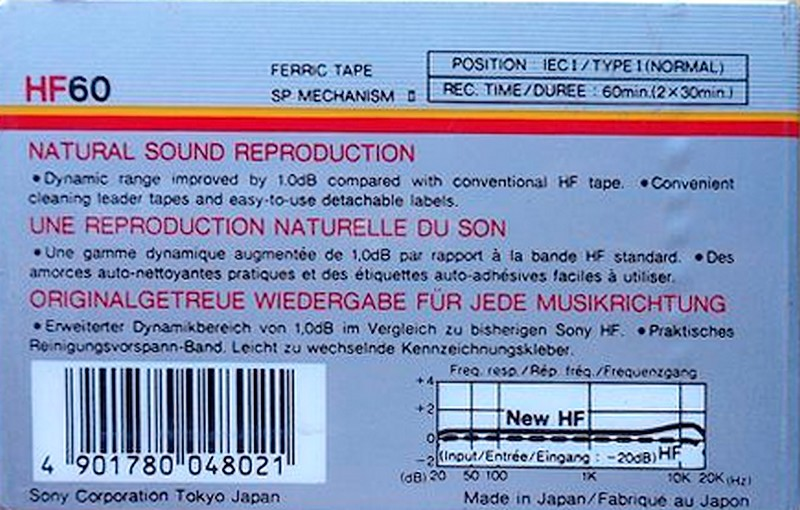 HF60
FERRIC TAPE
SP MECHANISM
POSITION : IEC I / TYPE I (NORMAL)
REC. TIME/DUREE : 60min.(2×30min.)
NATURAL SOUND REPRODUCTION
•Dynamic range improved by 1.0dB compared with conventional HF tape. •Convenient
cleaning leader tapes and easy-to-use detachable labels.
UNE REPRODUCTION NATURELLE DU SON
•Une gamme dynamique augmentée de 1,0dB par rapport à la bande HF standard. •Des
amorces auto-nettoyantes pratiques et des étiquettes auto-adhésives faciles à utiliser.
ORIGINALGETREUE WIEDERGABE FÜR JEDE MUSIKRICHTUNG
•Erweiterter Dynamikbereich von 1,0dB im Vergleich zu bisherigen Sony HF. •Praktisches
Reinigungsvorspann-Band. Leicht zu wechselnde Kennzeichnungskleber.
4 901780 048021
Sony Corporation Tokyo Japan
Freq. resp./Rép. fréq./Frequenzgang
+4
+2
New HF
0
(Input/Entrée/Eingang : -20dB) HF
-2
(dB) 20 50 100 1K 10K 20K (Hz)
Made in Japan/Fabriqué au Japon